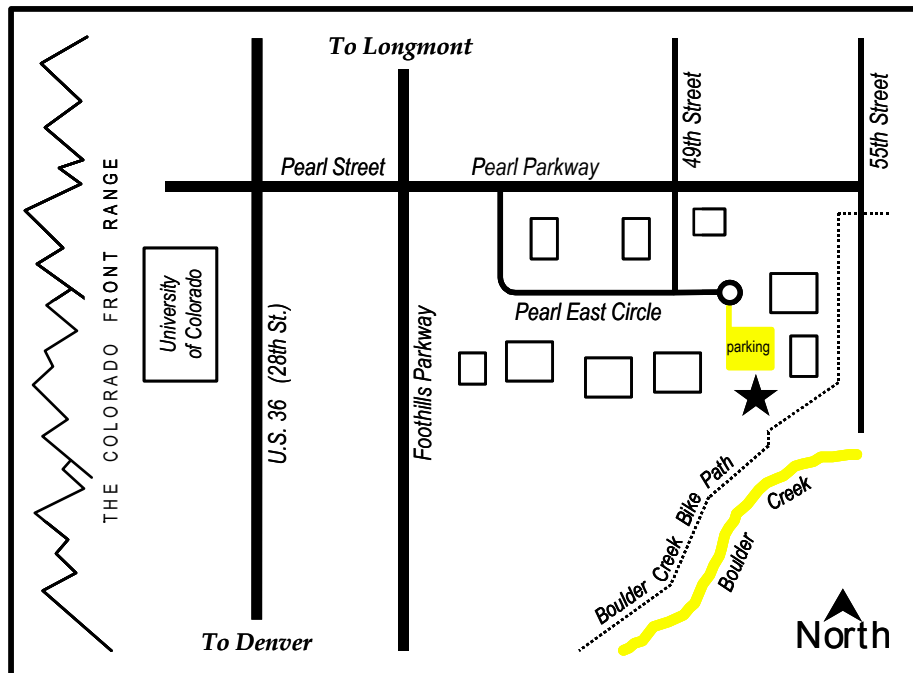 To Longmont
49th Street
55th Street
Pearl Street
Pearl Parkway
THE COLORADO FRONT RANGE
University
of Colorado
U.S. 36 (28th St.)
Foothills Parkway
Pearl East Circle
parking
Boulder Creek Bike Path
Boulder Creek
To Denver
North